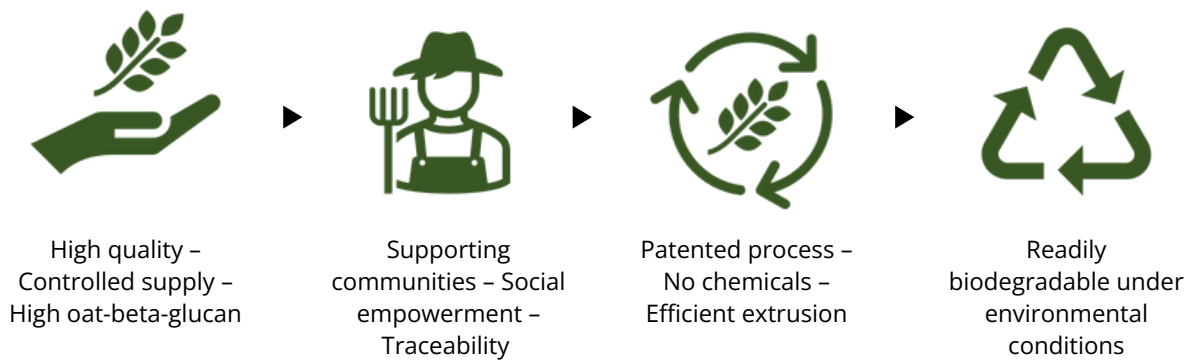 High quality –
Controlled supply –
High oat-beta-glucan
Supporting
communities – Social
empowerment –
Traceability
Patented process –
No chemicals –
Efficient extrusion
Readily
biodegradable under
environmental
conditions